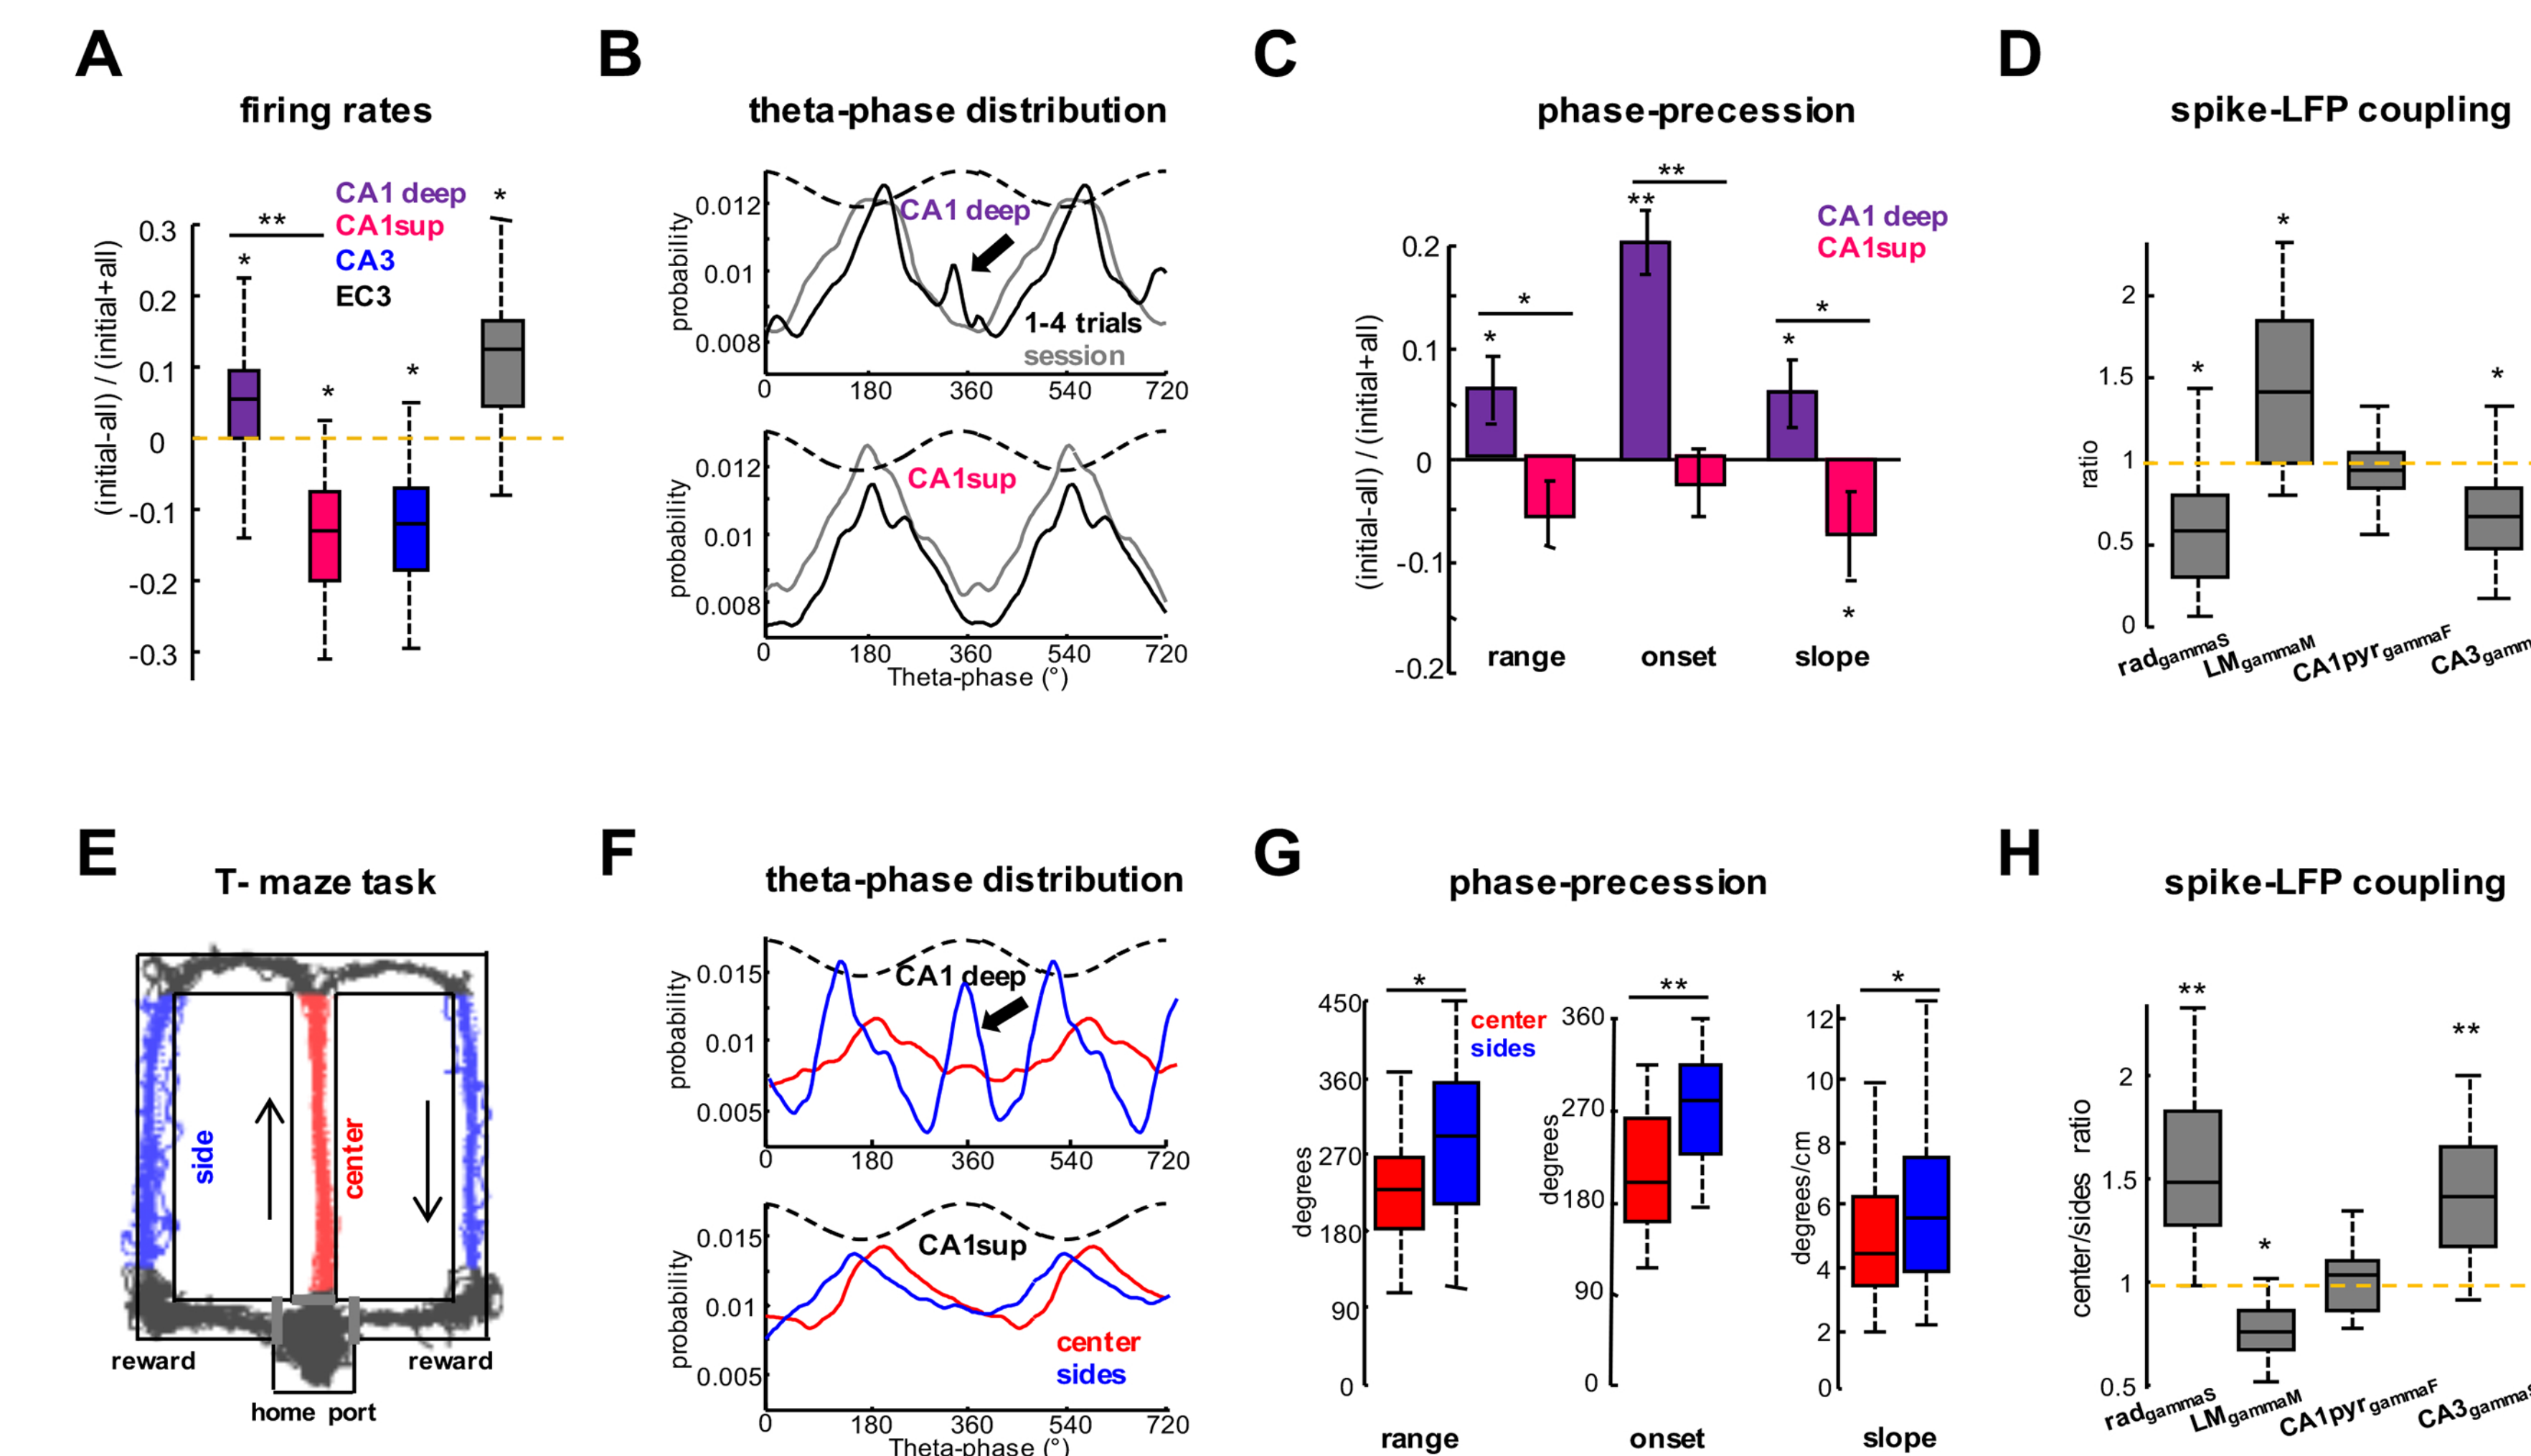 A
firing rates
(initial-all) / (initial+all)
0.3
0.2
0.1
0
-0.1
-0.2
-0.3
**
*
*
*
*
CA1 deep
CA1sup
CA3
EC3
B
theta-phase distribution
probability
0.012
0.01
0.008
CA1 deep
1-4 trials
session
0 180 360 540 720
probability
0.012
0.01
0.008
CA1sup
0 180 360 540 720
Theta-phase (°)
C
phase-precession
(initial-all) / (initial+all)
0.2
0.1
0
-0.1
-0.2
*
*
**
**
*
*
*
CA1 deep
CA1sup
range onset slope
D
spike-LFP coupling
ratio
2
1.5
1
0.5
0
*
*
*
radgammaS LMgammaM CA1pyrgammaF CA3gamm
E
T- maze task
side
center
reward
reward
home port
F
theta-phase distribution
probability
0.015
0.01
0.005
CA1 deep
0 180 360 540 720
probability
0.015
0.01
0.005
CA1sup
center
sides
0 180 360 540 720
Theta-phase (°)
G
phase-precession
degrees
450
360
270
180
90
0
*
center
sides
range
degrees
360
270
180
90
0
**
onset
degrees/cm
12
10
8
6
4
2
0
*
slope
H
spike-LFP coupling
center/sides ratio
2
1.5
1
0.5
**
*
**
radgammaS LMgammaM CA1pyrgammaF CA3gammaS